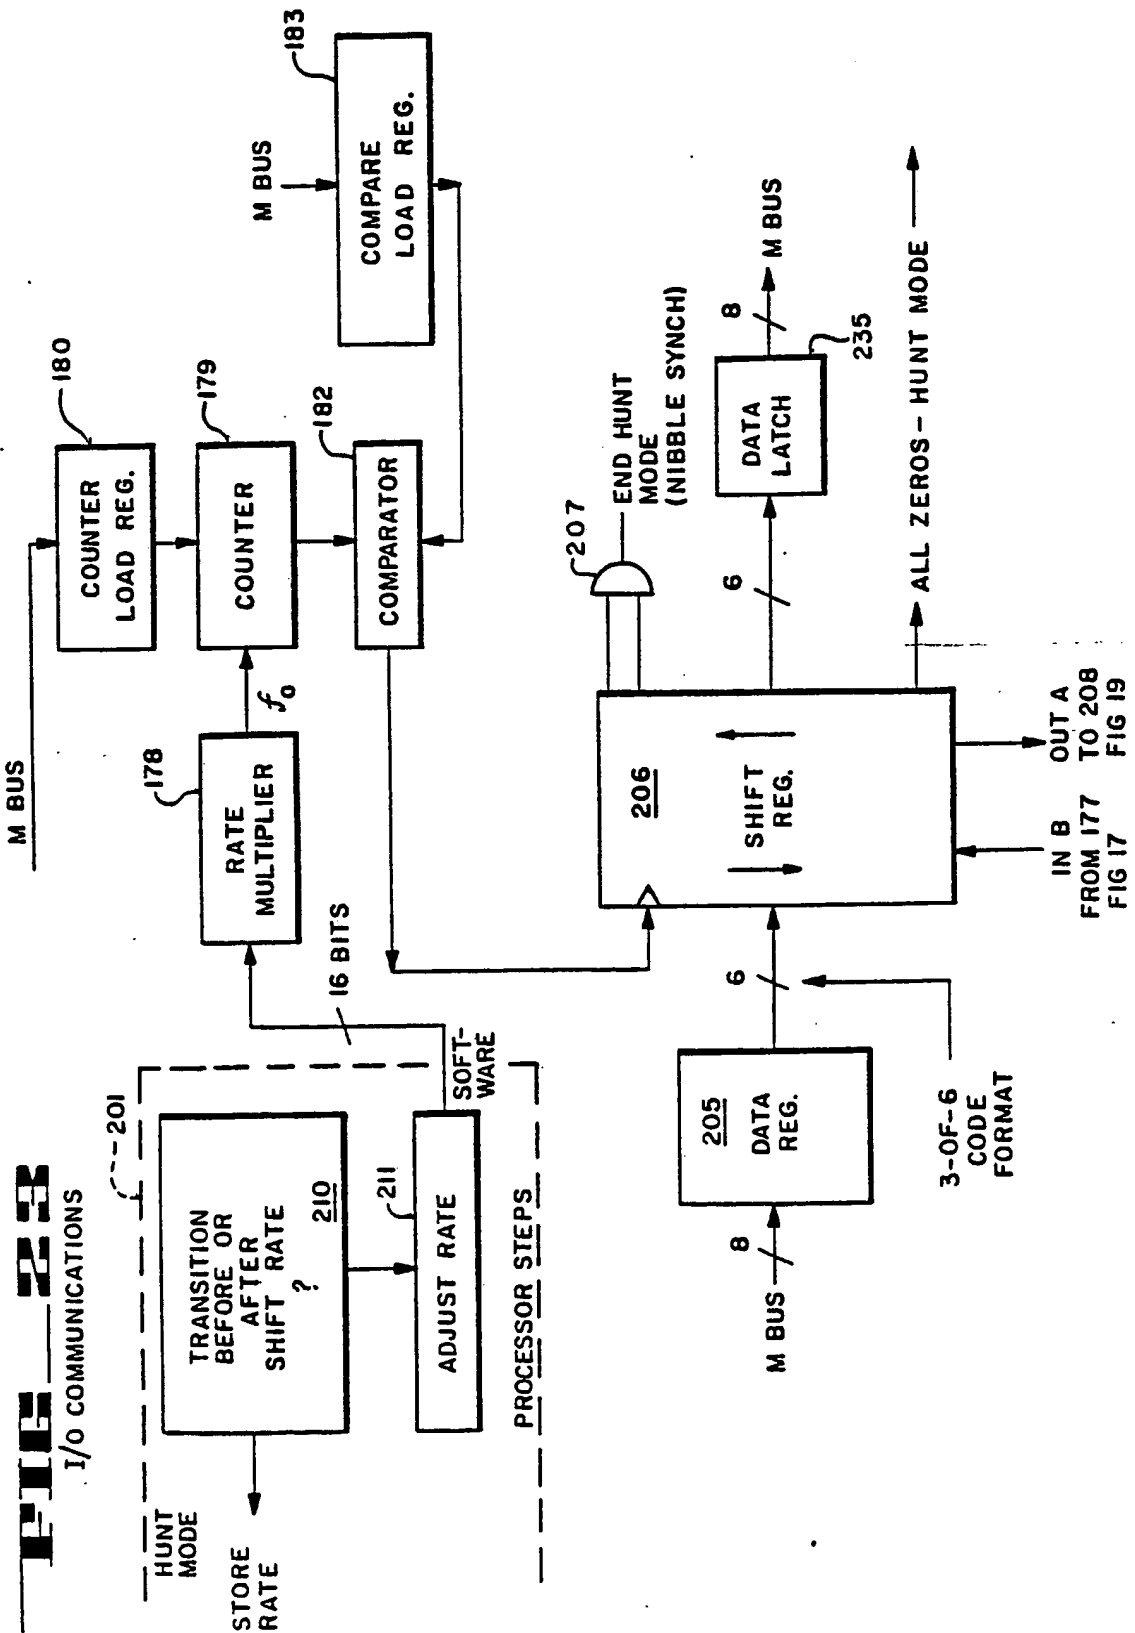 FIG 23
I/O COMMUNICATIONS
HUNT
MODE
201
STORE
RATE
TRANSITION
BEFORE OR
AFTER
SHIFT RATE
?
210
211
ADJUST RATE
SOFT-
WARE
PROCESSOR STEPS
16 BITS
M BUS
178
RATE
MULTIPLIER
f0
180
COUNTER
LOAD REG.
179
COUNTER
182
COMPARATOR
M BUS
183
COMPARE
LOAD REG.
M BUS
8
205
DATA
REG.
6
3-OF-6
CODE
FORMAT
206
SHIFT
REG.
IN B
FROM 177
FIG 17
OUT A
TO 208
FIG 19
207
END HUNT
MODE
(NIBBLE SYNCH)
6
DATA
LATCH
235
8
M BUS
ALL ZEROS-HUNT MODE